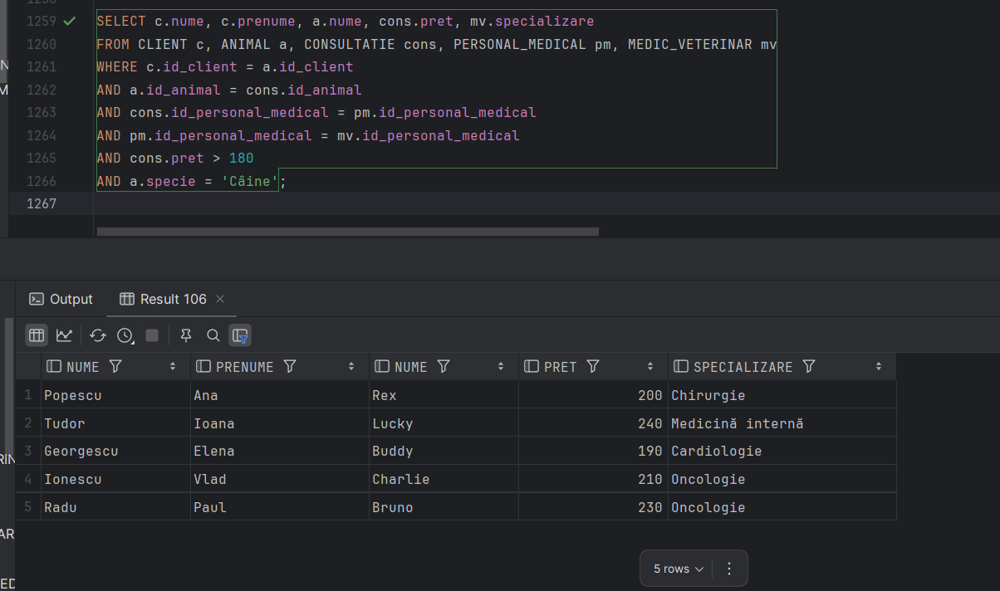 1259 SELECT c.nume, c.prenume, a.nume, cons.pret, mv.specializare
1260 FROM CLIENT c, ANIMAL a, CONSULTATIE cons, PERSONAL_MEDICAL pm, MEDIC_VETERINAR mv
1261 WHERE c.id_client = a.id_client
1262 AND a.id_animal = cons.id_animal
1263 AND cons.id_personal_medical = pm.id_personal_medical
1264 AND pm.id_personal_medical = mv.id_personal_medical
1265 AND cons.pret > 180
1266 AND a.specie = 'Câine';
1267
Output Result 106
NUME PRENUME NUME PRET SPECIALIZARE
1 Popescu Ana Rex 200 Chirurgie
2 Tudor Ioana Lucky 240 Medicină internă
3 Georgescu Elena Buddy 190 Cardiologie
4 Ionescu Vlad Charlie 210 Oncologie
5 Radu Paul Bruno 230 Oncologie
RIN
AR
ED
5 rows